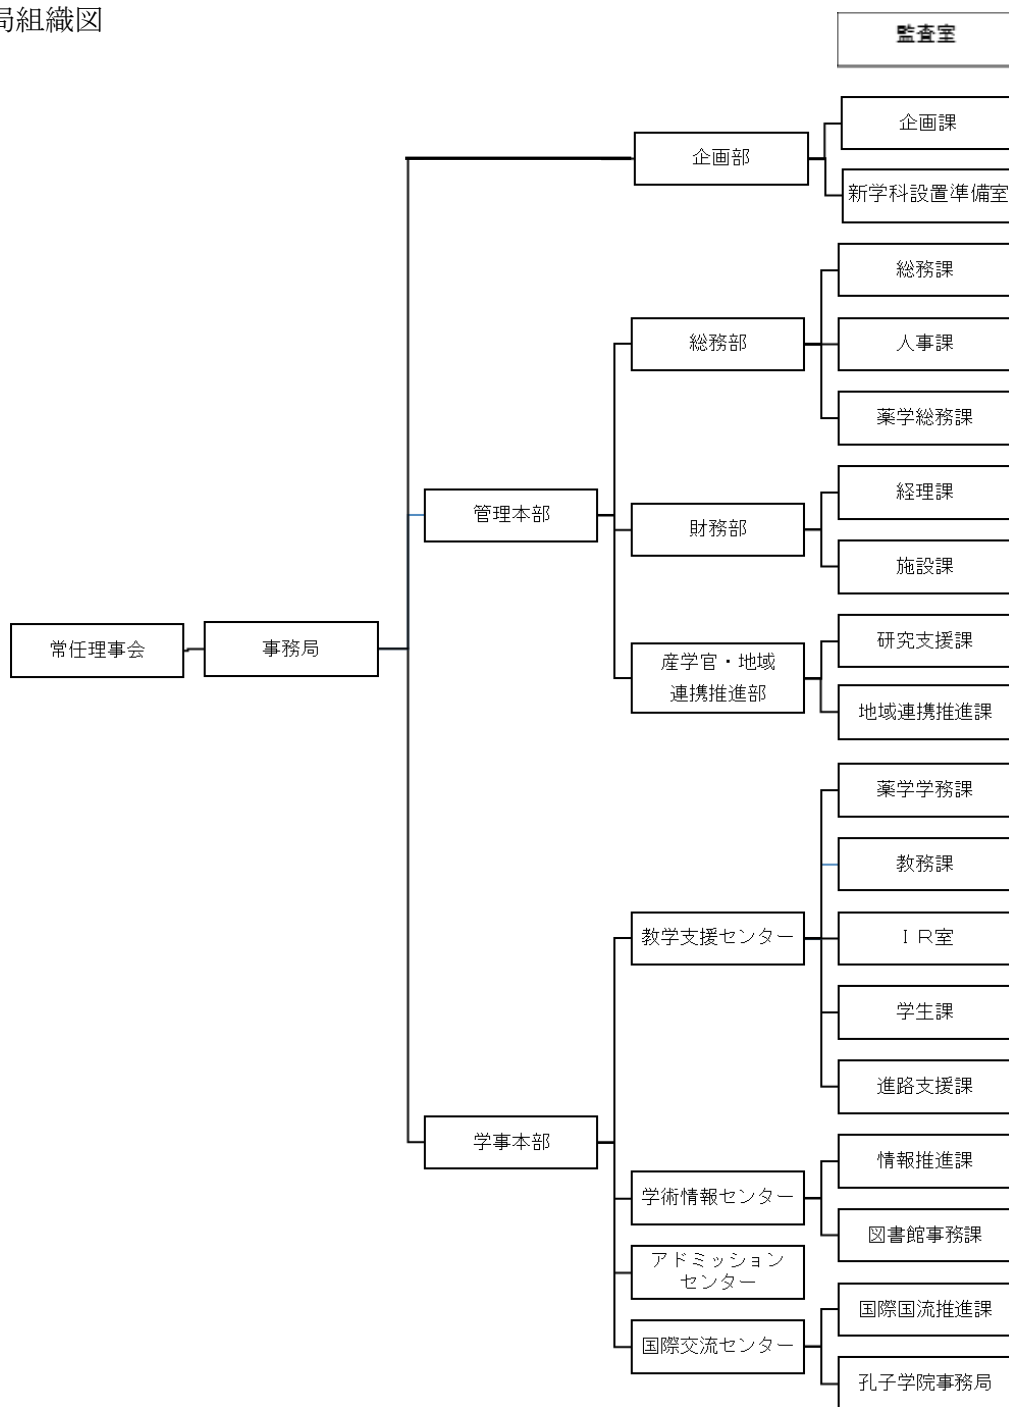 局組織図
監査室
企画課
企画部
新学科設置準備室
総務課
総務部
人事課
薬学総務課
経理課
管理本部
財務部
施設課
常任理事会
事務局
産学官・地域
連携推進部
研究支援課
地域連携推進課
薬学学務課
教務課
教学支援センター
ＩＲ室
学生課
進路支援課
学事本部
情報推進課
学術情報センター
図書館事務課
アドミッション
センター
国際国流推進課
国際交流センター
孔子学院事務局